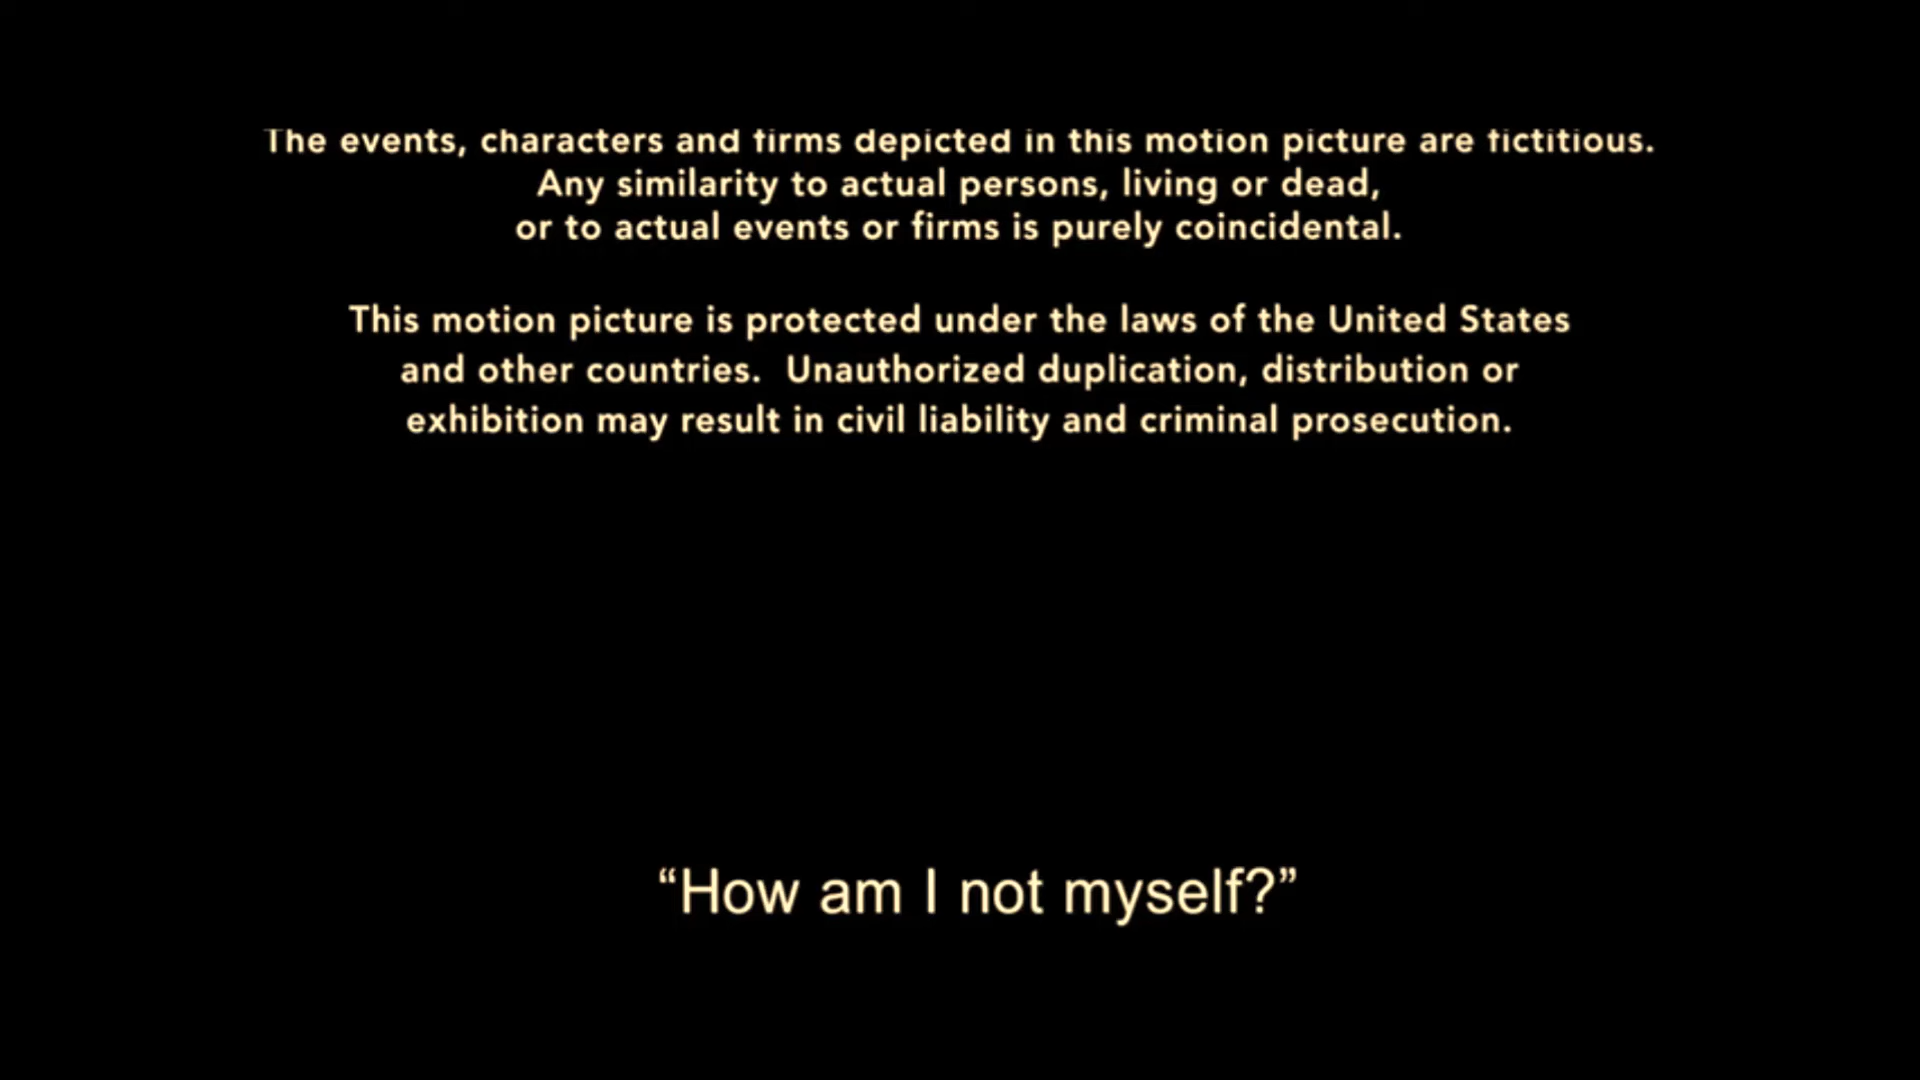 The events, characters and firms depicted in this motion picture are fictitious.
Any similarity to actual persons, living or dead,
or to actual events or firms is purely coincidental.
This motion picture is protected under the laws of the United States
and other countries.  Unauthorized duplication, distribution or
exhibition may result in civil liability and criminal prosecution.
“How am I not myself?”